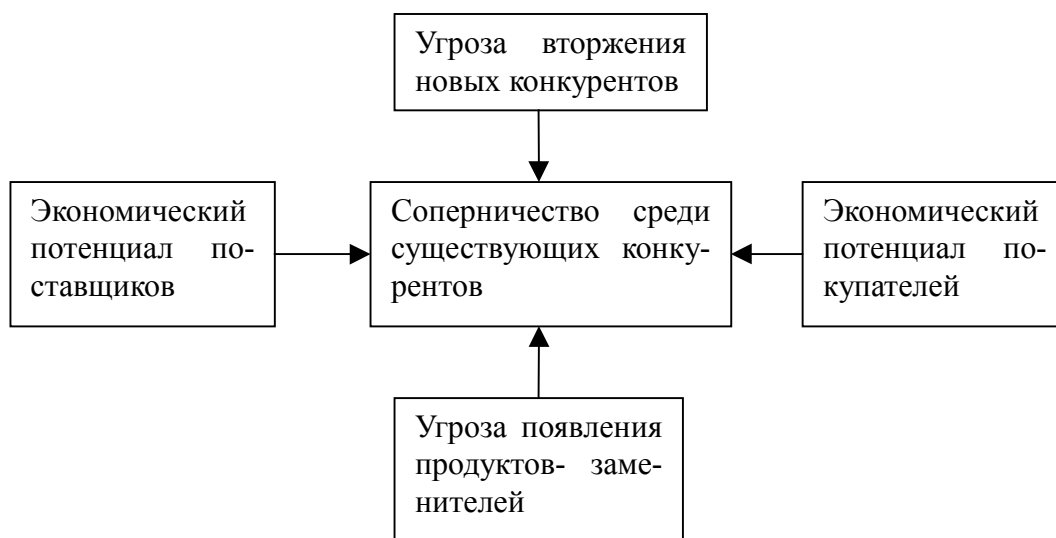 Угроза вторжения
новых конкурентов
Экономический
потенциал по-
ставщиков
Соперничество среди
существующих конку-
рентов
Экономический
потенциал по-
купателей
Угроза появления
продуктов- заме-
нителей